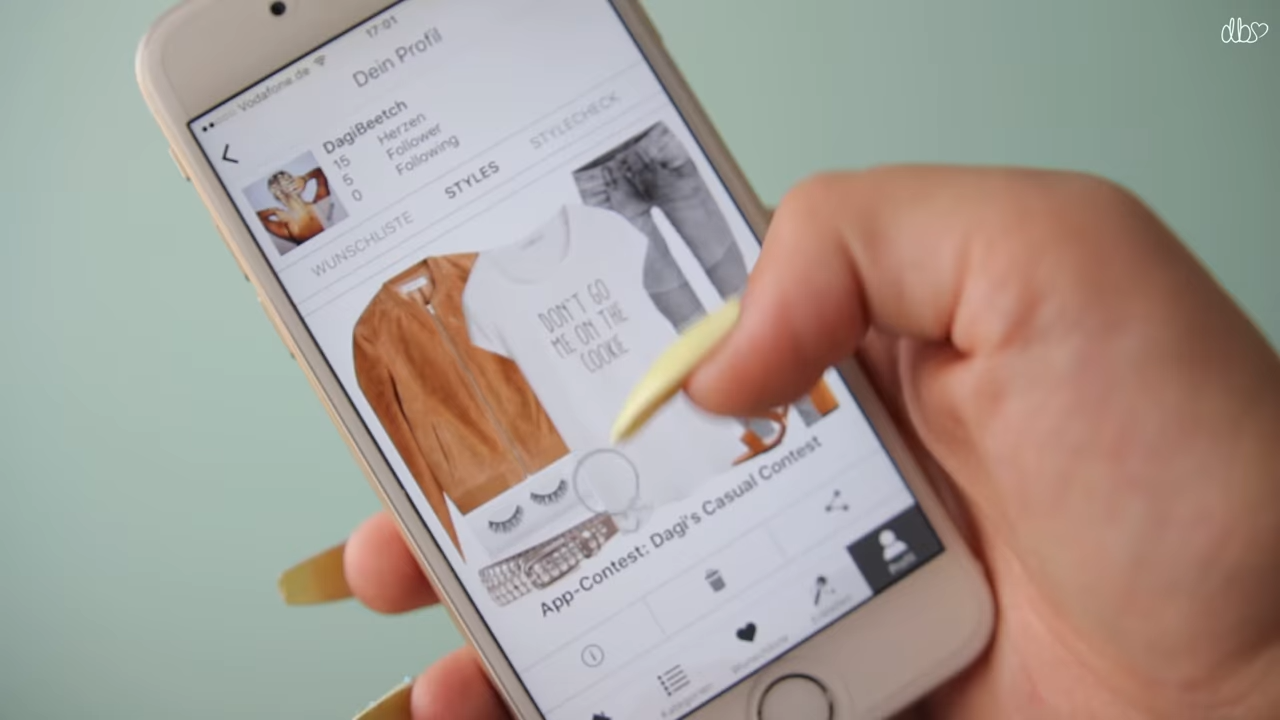 dbs
Vodafone.de
17:01
Dein Profil
DagiBeetch
15 Herzen
5 Follower
0 Following
WUNSCHLISTE STYLES STYLECHECK
DON'T GO
ME ON THE
COOKIE
App-Contest: Dagi's Casual Contest